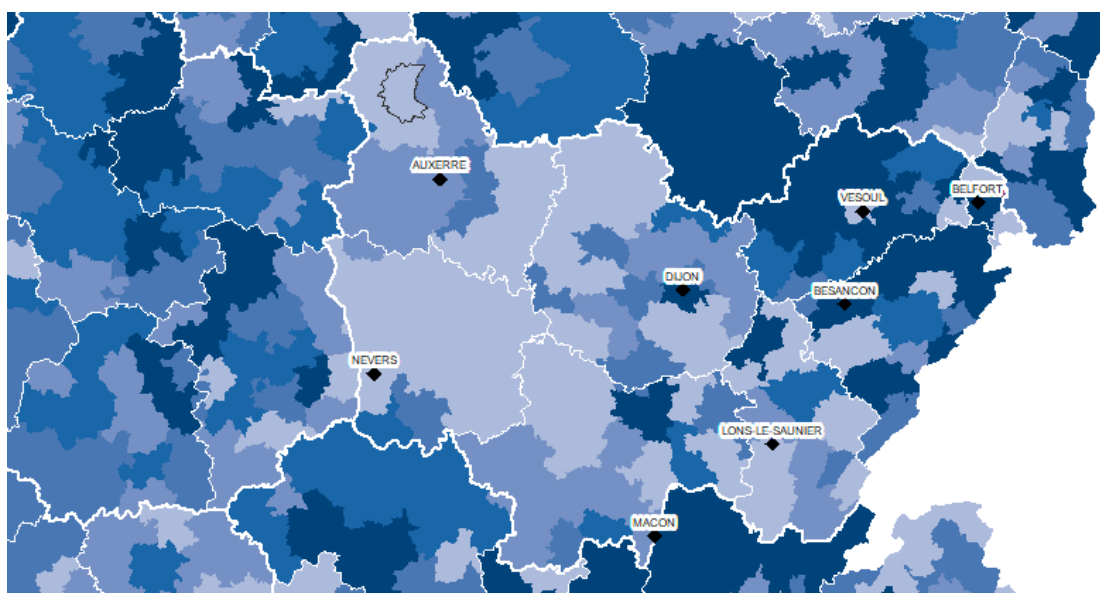 AUXERRE
BELFORT
VESOUL
DIJON
BESANCON
NEVERS
LONS-LE-SAUNIER
MACON